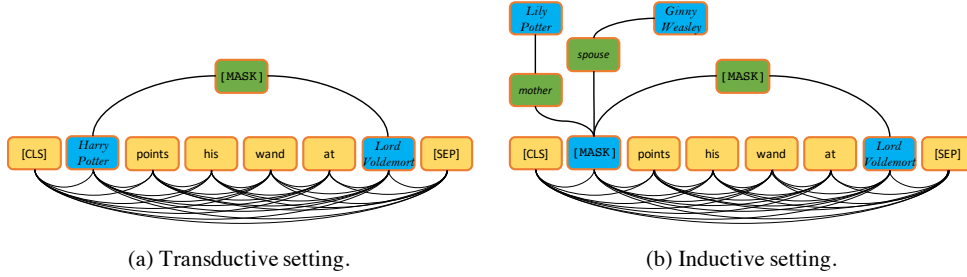 [MASK]
[CLS] Harry Potter points his wand at Lord Voldemort [SEP]
(a) Transductive setting.
Lily Potter
Ginny Weasley
spouse
mother
[MASK]
[CLS] [MASK] points his wand at Lord Voldemort [SEP]
(b) Inductive setting.